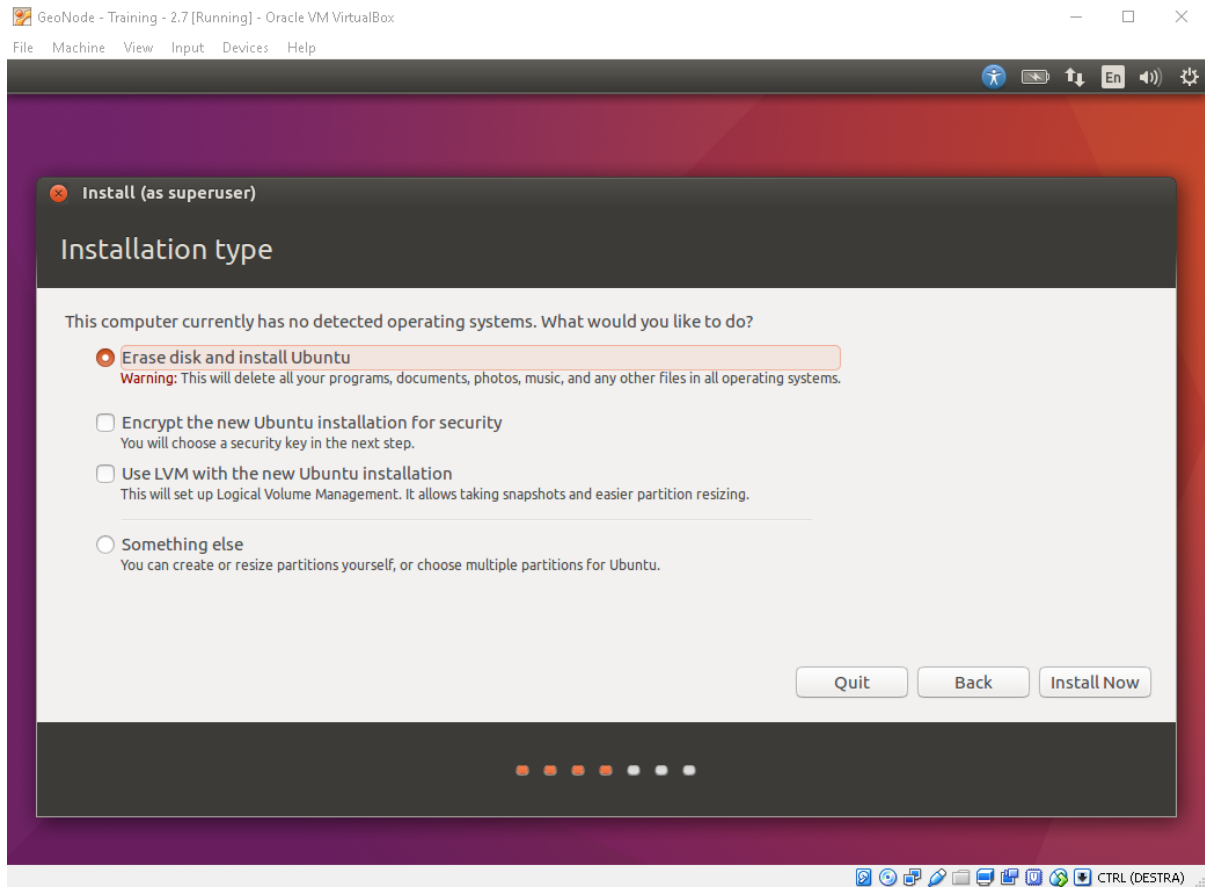 GeoNode - Training - 2.7 [Running] - Oracle VM VirtualBox
File Machine View Input Devices Help
En
Install (as superuser)
Installation type
This computer currently has no detected operating systems. What would you like to do?
Erase disk and install Ubuntu
Warning: This will delete all your programs, documents, photos, music, and any other files in all operating systems.
Encrypt the new Ubuntu installation for security
You will choose a security key in the next step.
Use LVM with the new Ubuntu installation
This will set up Logical Volume Management. It allows taking snapshots and easier partition resizing.
Something else
You can create or resize partitions yourself, or choose multiple partitions for Ubuntu.
Quit Back Install Now
CTRL (DESTRA)